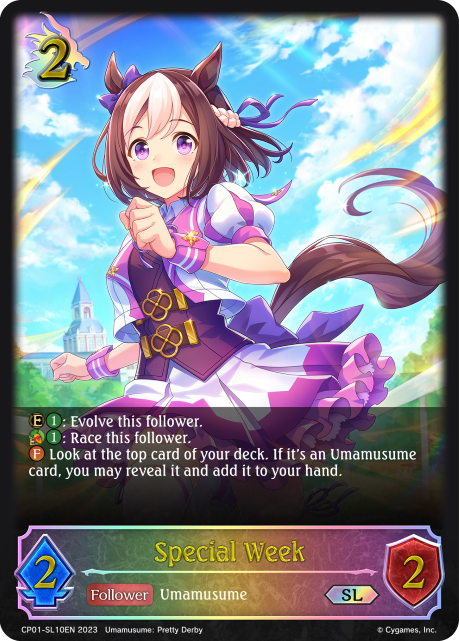 2
E 1: Evolve this follower.
1: Race this follower.
F Look at the top card of your deck. If it's an Umamusume
card, you may reveal it and add it to your hand.
Special Week
2 Follower Umamusume SL 2
CP01-SL10EN 2023 Umamusume: Pretty Derby © Cygames, Inc.